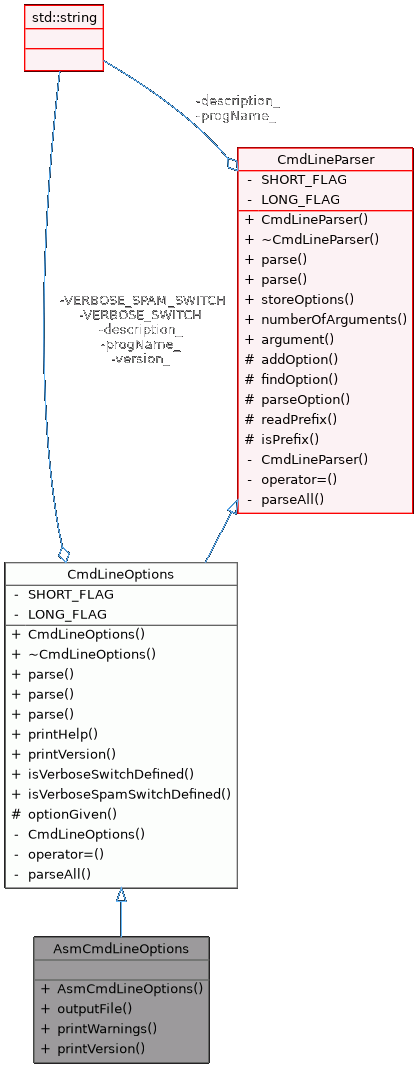 std::string
-description_
-progName_
CmdLineParser
- SHORT_FLAG
- LONG_FLAG
+ CmdLineParser()
+ ~CmdLineParser()
+ parse()
+ parse()
+ storeOptions()
+ numberOfArguments()
+ argument()
# addOption()
# findOption()
# parseOption()
# readPrefix()
# isPrefix()
- CmdLineParser()
- operator=()
- parseAll()
-VERBOSE_SPAM_SWITCH
-VERBOSE_SWITCH
-description_
-progName_
-version_
CmdLineOptions
- SHORT_FLAG
- LONG_FLAG
+ CmdLineOptions()
+ ~CmdLineOptions()
+ parse()
+ parse()
+ parse()
+ printHelp()
+ printVersion()
+ isVerboseSwitchDefined()
+ isVerboseSpamSwitchDefined()
# optionGiven()
- CmdLineOptions()
- operator=()
- parseAll()
AsmCmdLineOptions
+ AsmCmdLineOptions()
+ outputFile()
+ printWarnings()
+ printVersion()